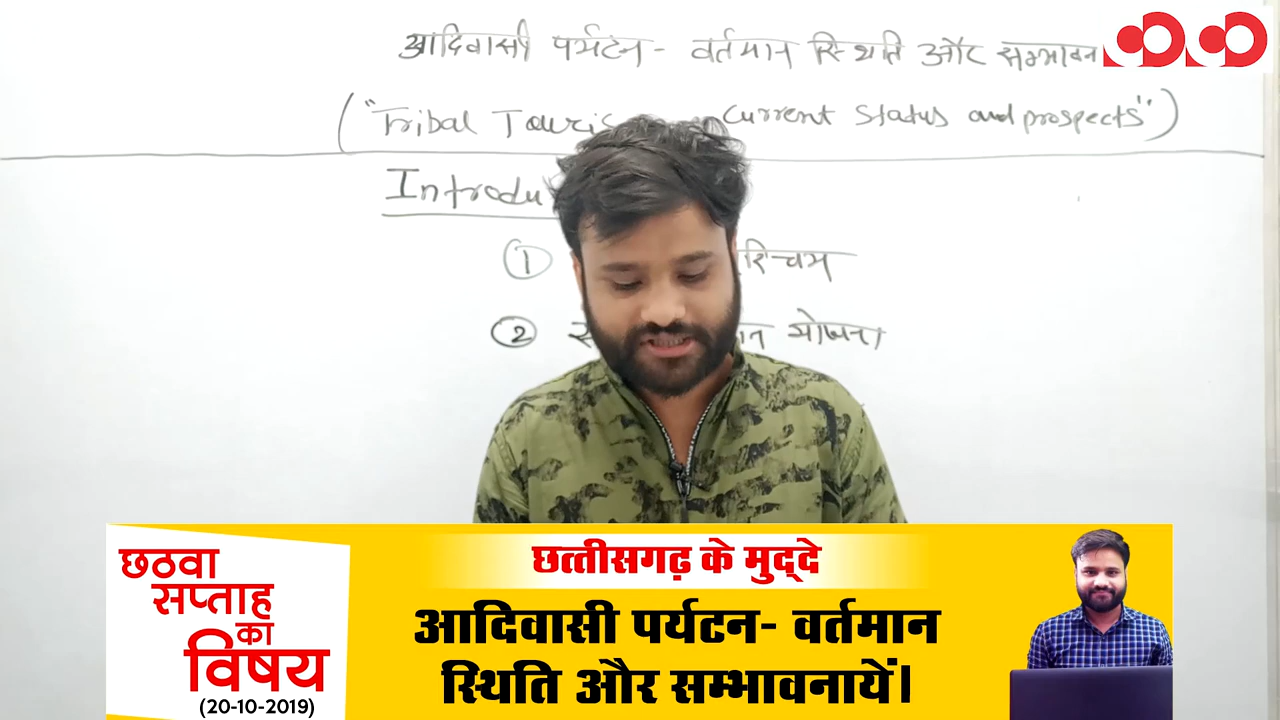 आदिवासी पर्यटन - वर्तमान स्थिति और सम्भावन
("Tribal Touris Current Status and prospects")
Introdu
① रिचय
② स ान योजना
छत्तीसगढ़ के मुद्दे
छठवा
सप्ताह
का
विषय
(20-10-2019)
आदिवासी पर्यटन- वर्तमान
स्थिति और सम्भावनायें।